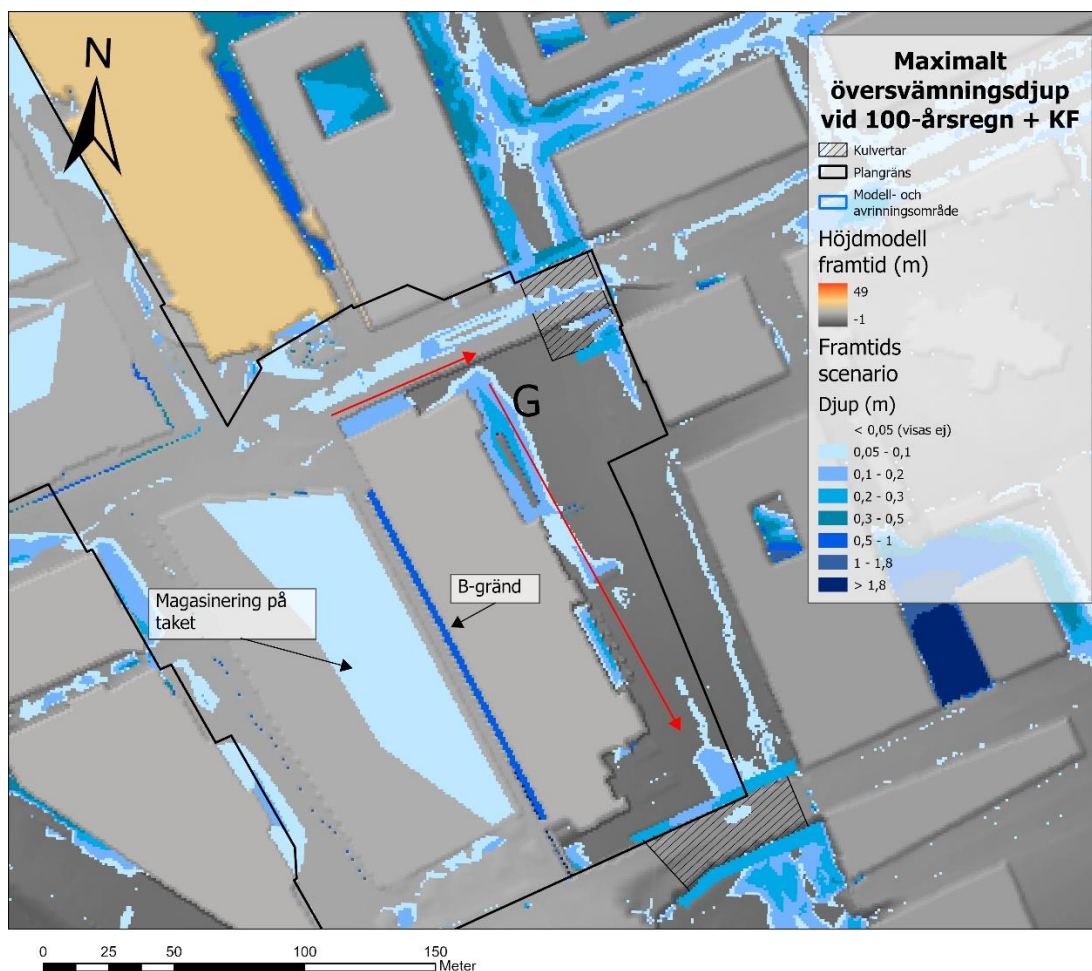 N
Maximalt
översvämningsdjup
vid 100-årsregn + KF
Kulvertar
Plangräns
Modell- och
avrinningsområde
Höjdmodell
framtid (m)
49
-1
Framtids
scenario
Djup (m)
< 0,05 (visas ej)
0,05 - 0,1
0,1 - 0,2
0,2 - 0,3
0,3 - 0,5
0,5 - 1
1 - 1,8
> 1,8
G
B-gränd
Magasinering på
taket
0 25 50 100 150
Meter